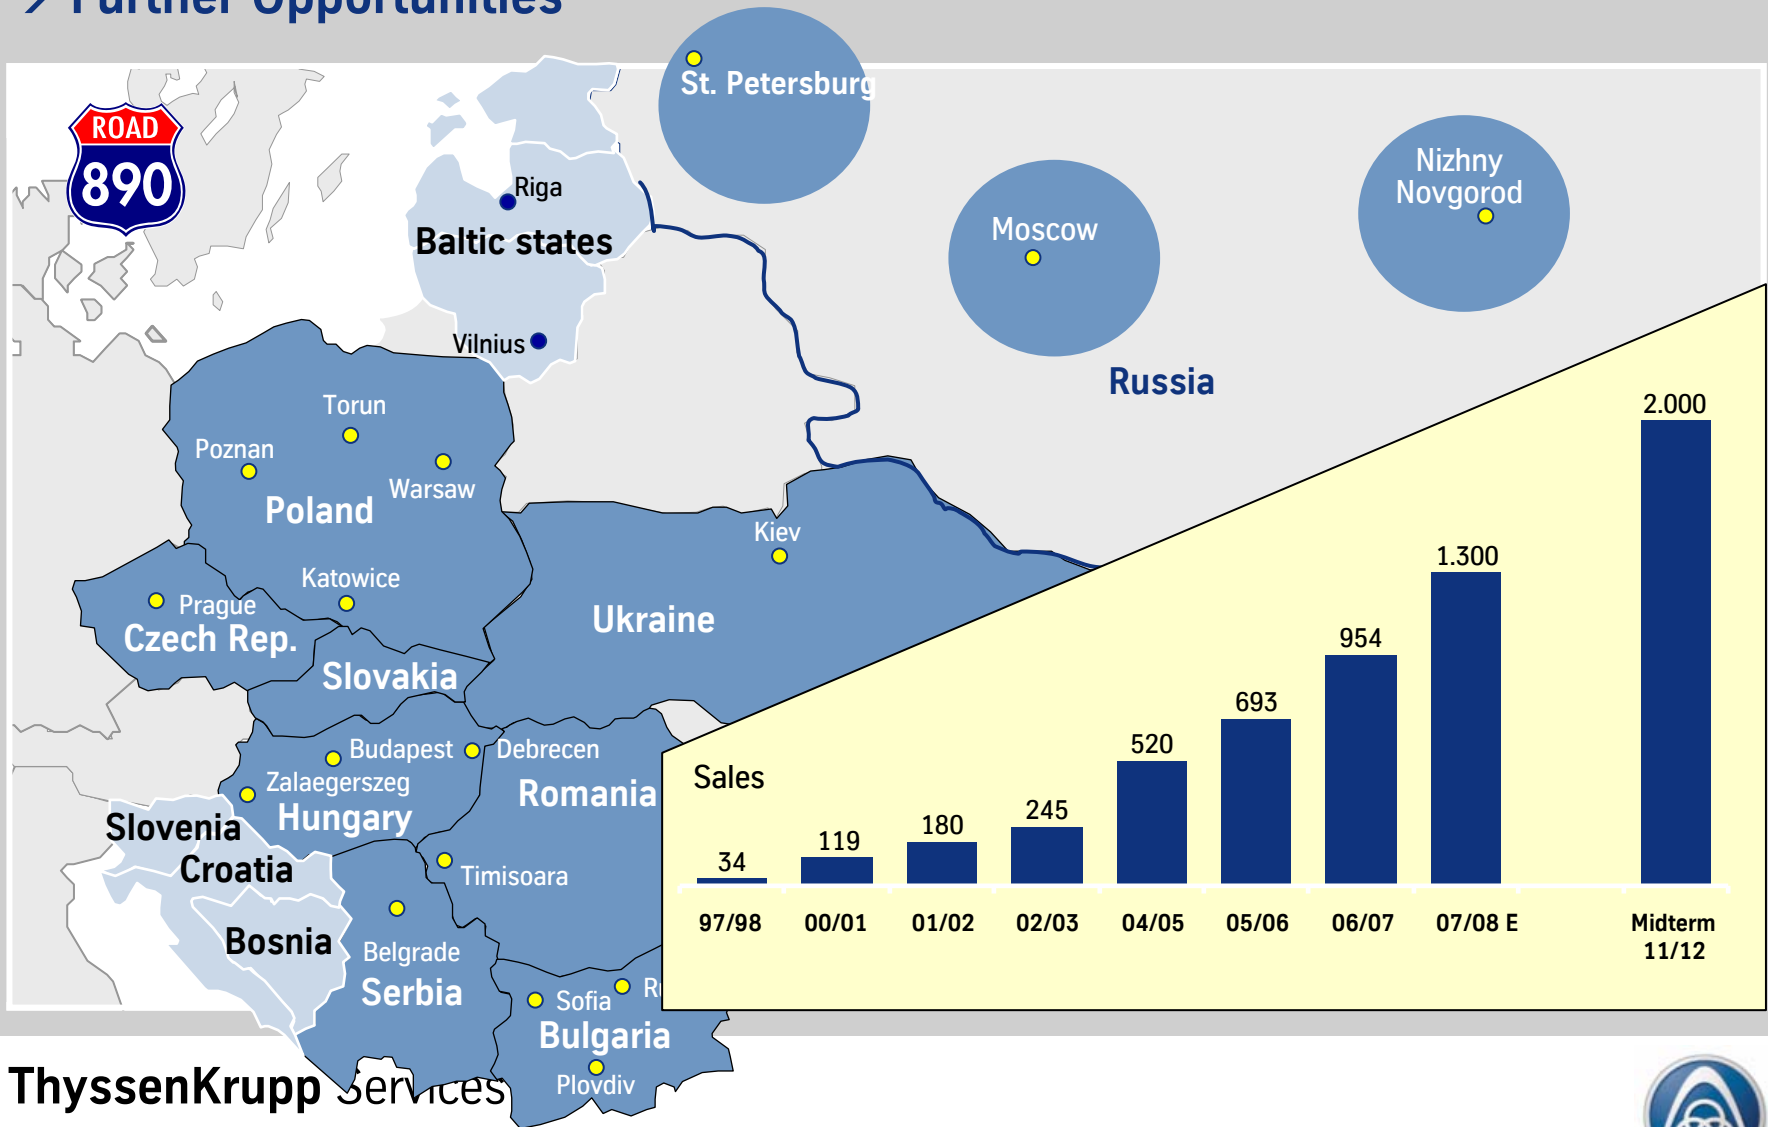 Further Opportunities
ROAD
890
St. Petersburg
Nizhny
Novgorod
Moscow
Riga
Baltic states
Vilnius
Russia
Torun
Poznan
Warsaw
Poland
Kiev
Katowice
Prague
Czech Rep.
Ukraine
Slovakia
Budapest
Debrecen
Zalaegerszeg
Hungary
Romania
Slovenia
Croatia
Timisoara
Bosnia
Belgrade
Serbia
Sofia
Bulgaria
Plovdiv
Sales
34
119
180
245
520
693
954
1.300
2.000
97/98
00/01
01/02
02/03
04/05
05/06
06/07
07/08 E
Midterm
11/12
ThyssenKrupp Services